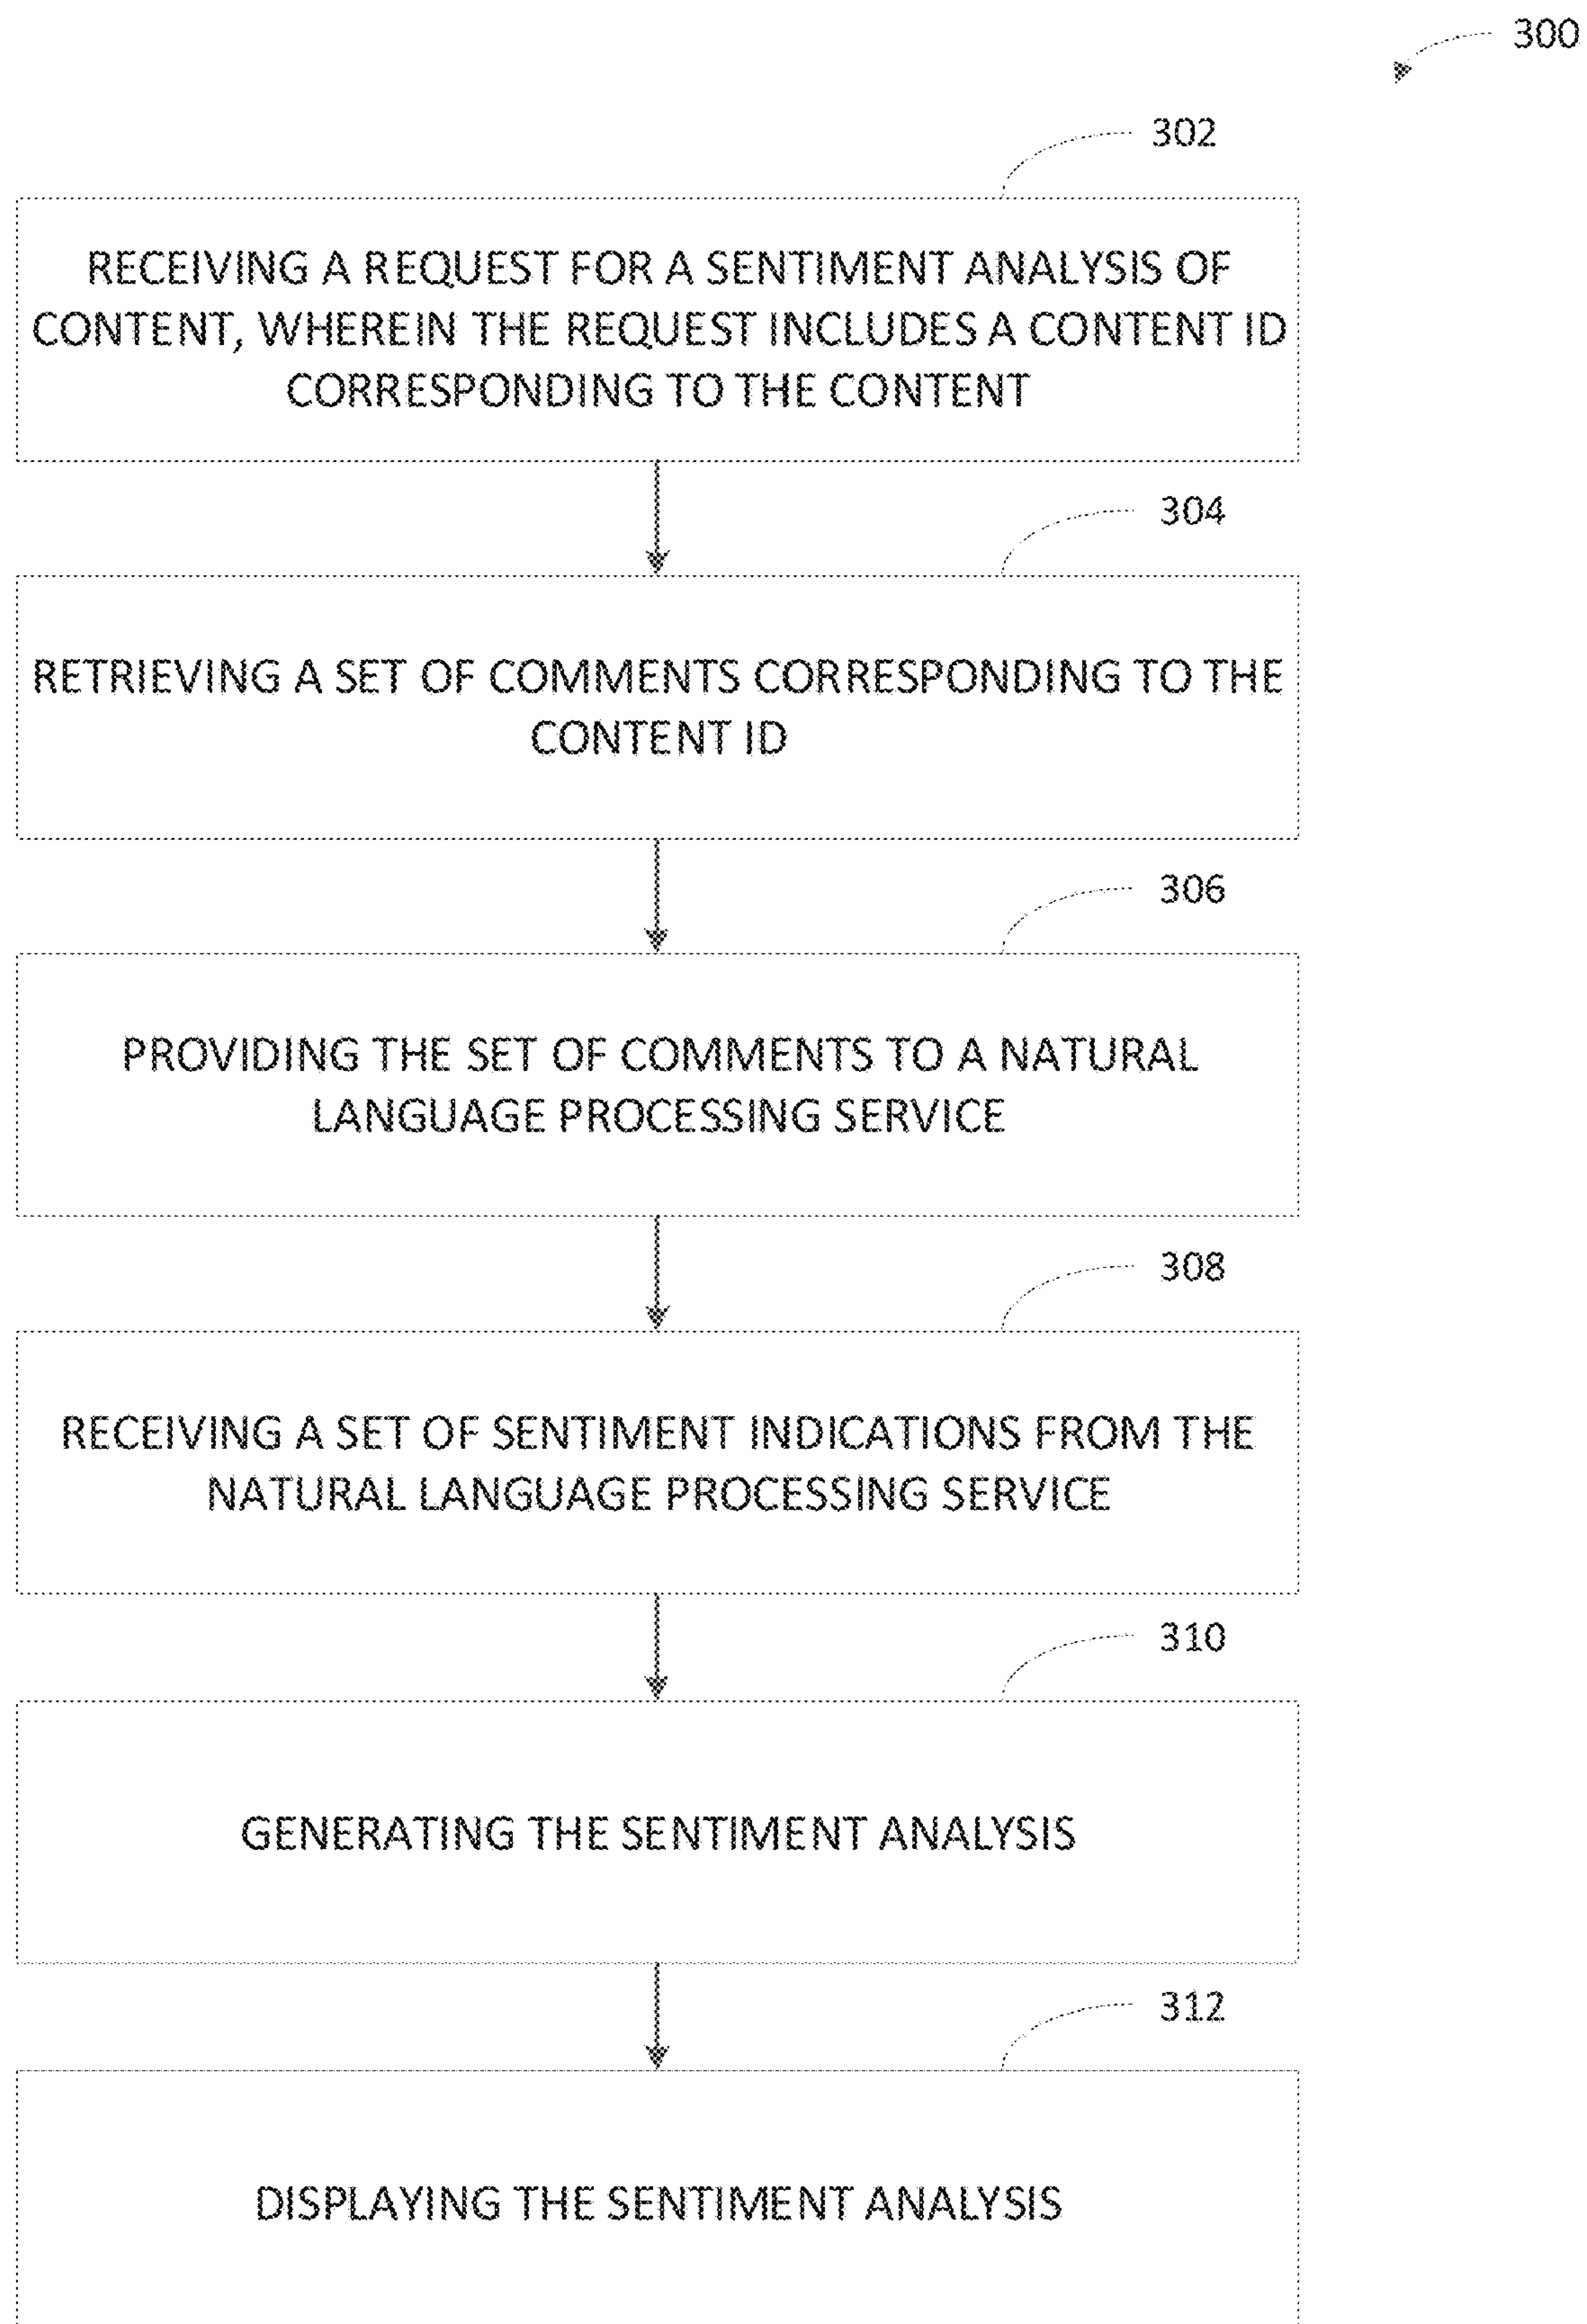 300
302
RECEIVING A REQUEST FOR A SENTIMENT ANALYSIS OF
CONTENT, WHEREIN THE REQUEST INCLUDES A CONTENT ID
CORRESPONDING TO THE CONTENT
304
RETRIEVING A SET OF COMMENTS CORRESPONDING TO THE
CONTENT ID
306
PROVIDING THE SET OF COMMENTS TO A NATURAL
LANGUAGE PROCESSING SERVICE
308
RECEIVING A SET OF SENTIMENT INDICATIONS FROM THE
NATURAL LANGUAGE PROCESSING SERVICE
310
GENERATING THE SENTIMENT ANALYSIS
312
DISPLAYING THE SENTIMENT ANALYSIS